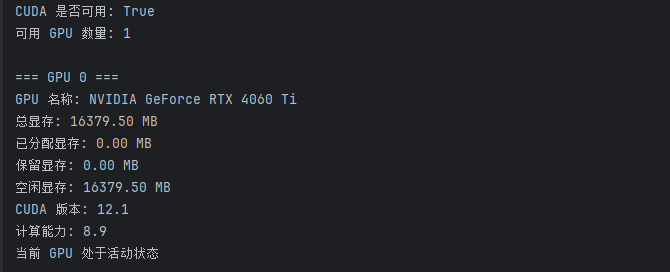 CUDA 是否可用: True
可用 GPU 数量: 1
=== GPU 0 ===
GPU 名称: NVIDIA GeForce RTX 4060 Ti
总显存: 16379.50 MB
已分配显存: 0.00 MB
保留显存: 0.00 MB
空闲显存: 16379.50 MB
CUDA 版本: 12.1
计算能力: 8.9
当前 GPU 处于活动状态